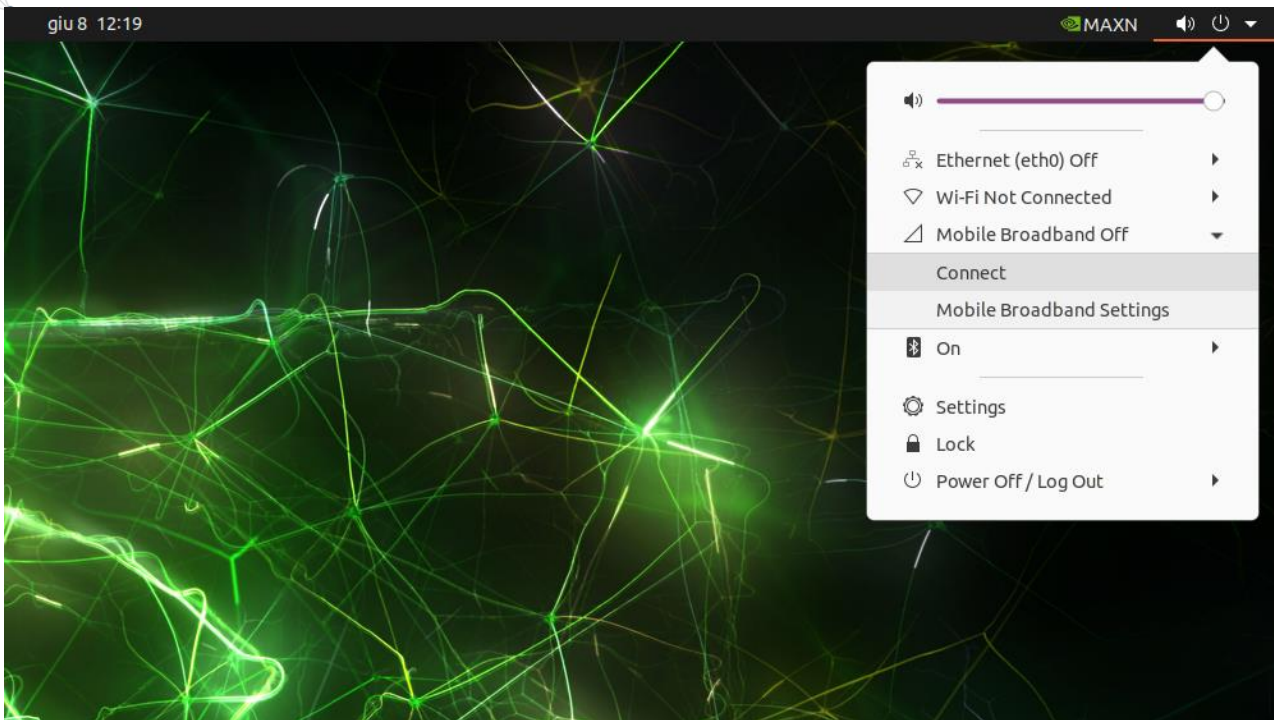 giu 8 12:19
MAXN
Ethernet (eth0) Off
Wi-Fi Not Connected
Mobile Broadband Off
Connect
Mobile Broadband Settings
On
Settings
Lock
Power Off / Log Out